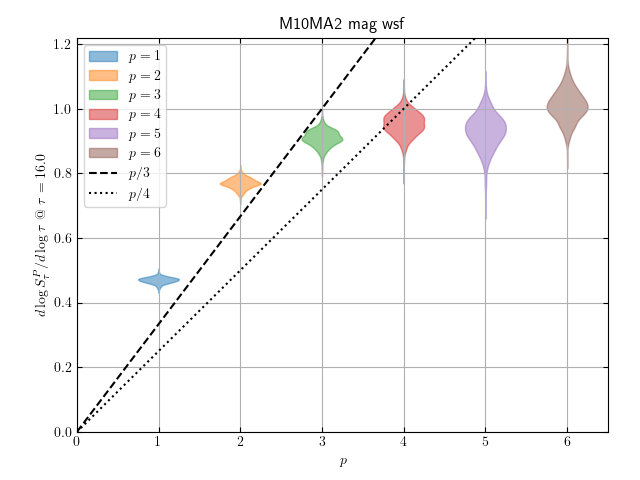 M10MA2 mag wsf
p = 1
p = 2
p = 3
p = 4
p = 5
p = 6
p/3
p/4
d log S_τ^P / d log τ @ τ = 16.0
1.2
1.0
0.8
0.6
0.4
0.2
0.0
0 1 2 3 4 5 6
p